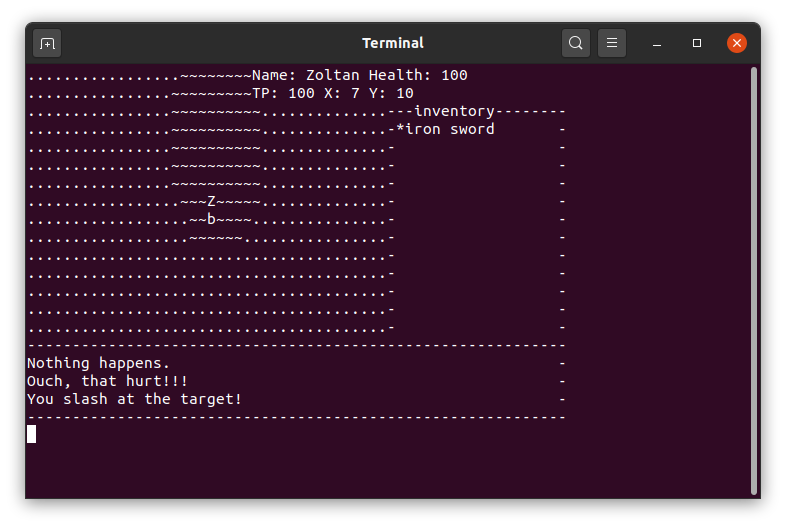 .................~~~~~~~~Name: Zoltan Health: 100
................~~~~~~~~~TP: 100 X: 7 Y: 10
................~~~~~~~~~~..............---inventory--------
................~~~~~~~~~~..............-*iron sword       -
................~~~~~~~~~~..............-                  -
................~~~~~~~~~~..............-                  -
................~~~~~~~~~~..............-                  -
.................~~~Z~~~~~..............-                  -
..................~~b~~~~...............-                  -
..................~~~~~~................-                  -
........................................-                  -
........................................-                  -
........................................-                  -
........................................-                  -
........................................-                  -
------------------------------------------------------------
Nothing happens.                                           -
Ouch, that hurt!!!                                         -
You slash at the target!                                   -
------------------------------------------------------------
Terminal